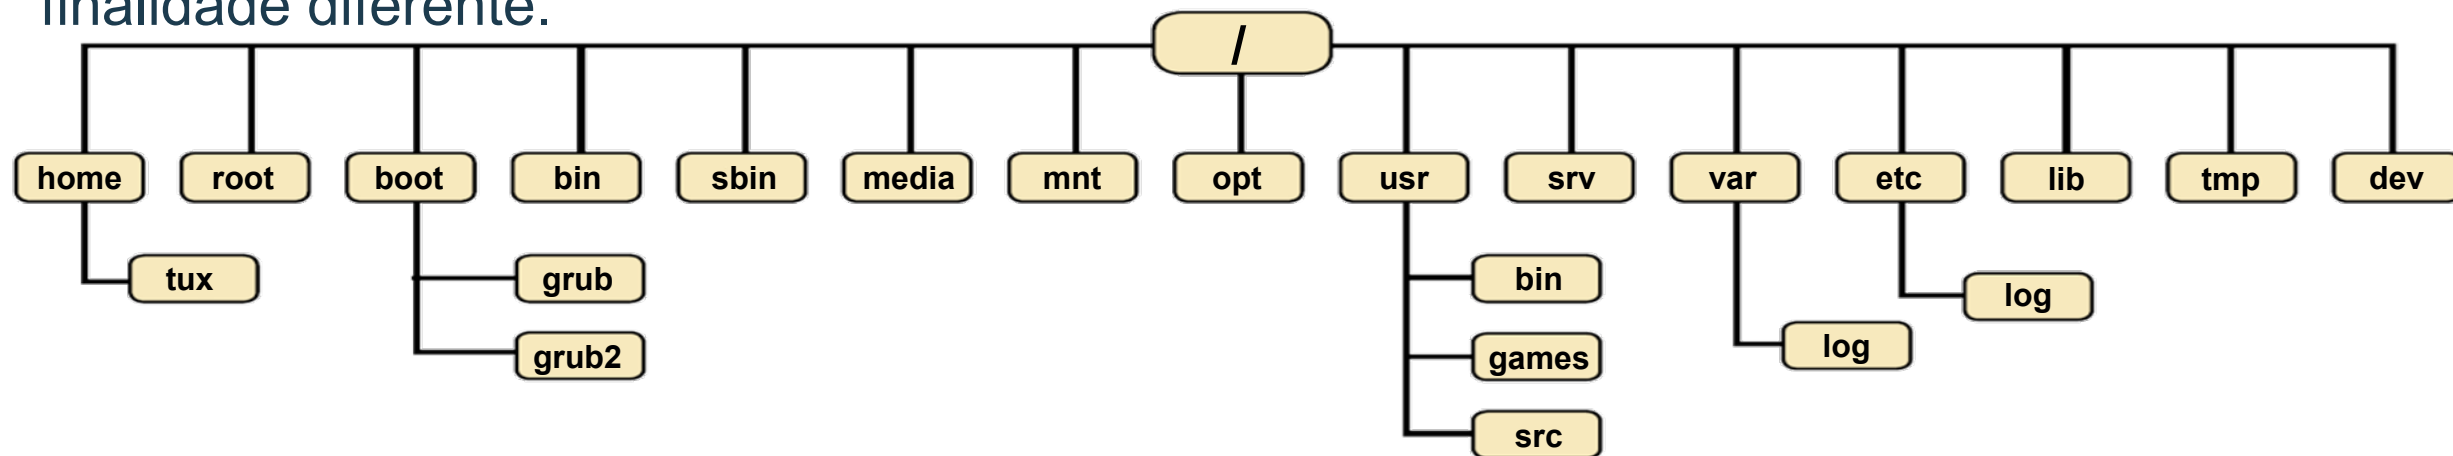 finalidade diferente.
/
home root boot bin sbin media mnt opt usr srv var etc lib tmp dev
tux grub bin log
grub2 games log
src